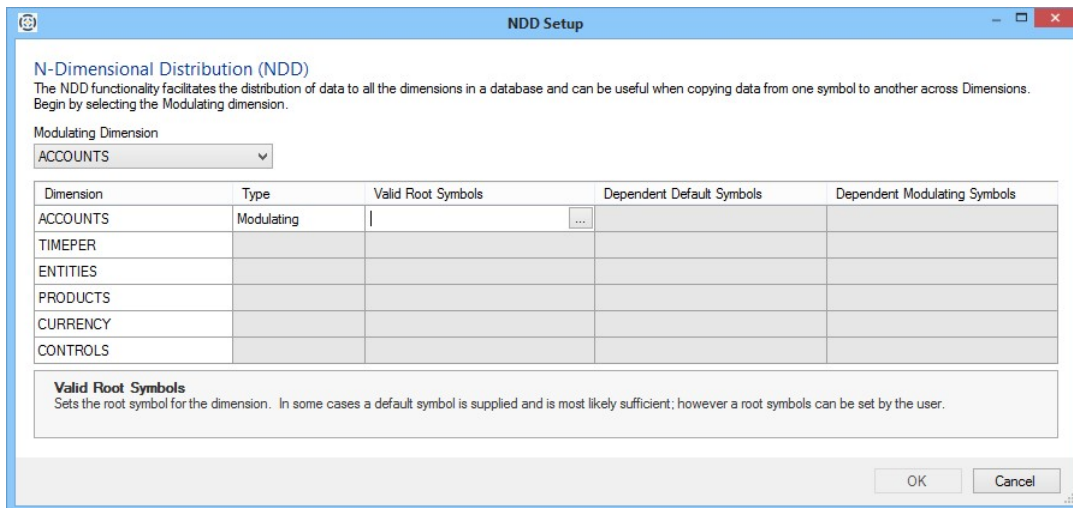 NDD Setup
N-Dimensional Distribution (NDD)
The NDD functionality facilitates the distribution of data to all the dimensions in a database and can be useful when copying data from one symbol to another across Dimensions.
Begin by selecting the Modulating dimension.
Modulating Dimension
ACCOUNTS
Dimension Type Valid Root Symbols Dependent Default Symbols Dependent Modulating Symbols
ACCOUNTS Modulating ...
TIMEPER
ENTITIES
PRODUCTS
CURRENCY
CONTROLS
Valid Root Symbols
Sets the root symbol for the dimension. In some cases a default symbol is supplied and is most likely sufficient; however a root symbols can be set by the user.
OK Cancel